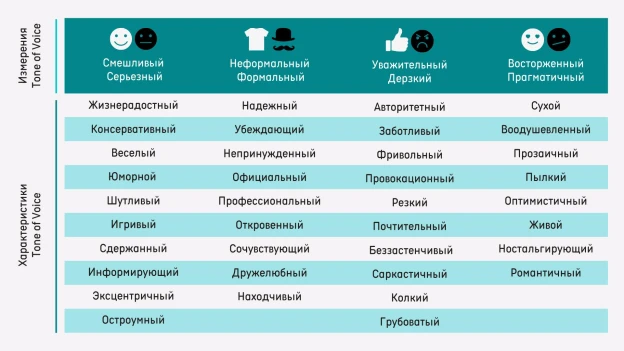 Измерения
Tone of Voice
Смешливый
Серьезный
Неформальный
Формальный
Уважительный
Дерзкий
Восторженный
Прагматичный
Характеристики
Tone of Voice
Жизнерадостный Надежный Авторитетный Сухой
Консервативный Убеждающий Заботливый Воодушевленный
Веселый Непринужденный Фривольный Прозаичный
Юморной Официальный Провокационный Пылкий
Шутливый Профессиональный Резкий Оптимистичный
Игривый Откровенный Почтительный Живой
Сдержанный Сочувствующий Беззастенчивый Ностальгирующий
Информирующий Дружелюбный Саркастичный Романтичный
Эксцентричный Находчивый Колкий
Остроумный Грубоватый